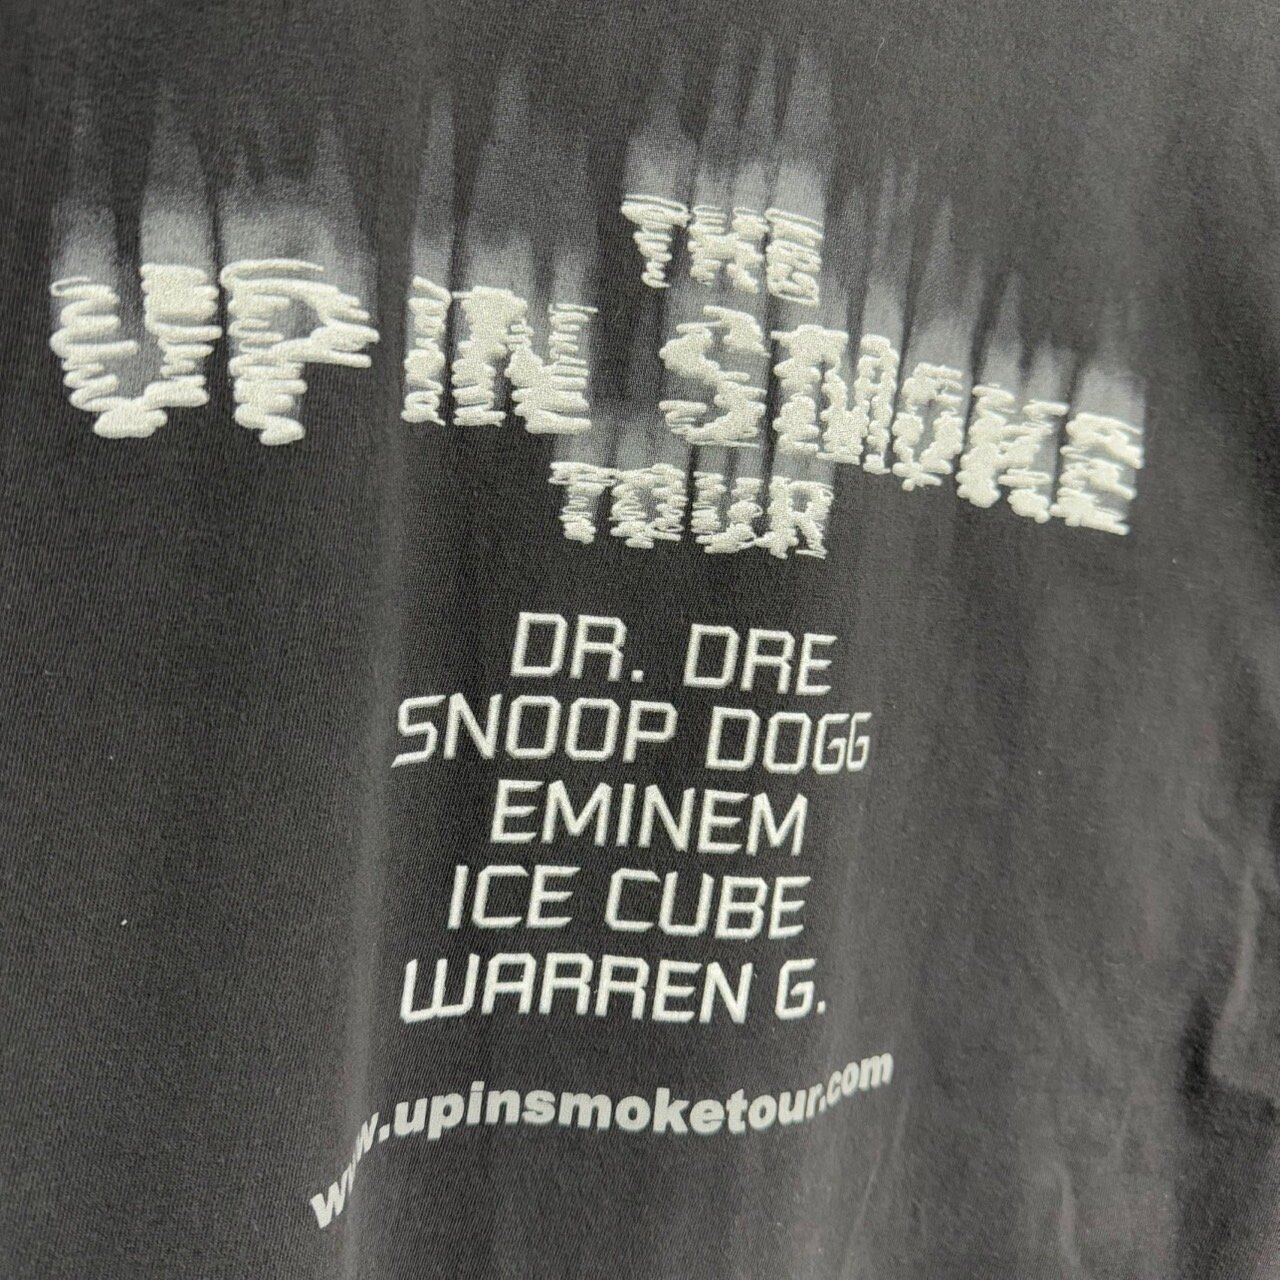 THE
UP IN SMOKE
TOUR
DR. DRE
SNOOP DOGG
EMINEM
ICE CUBE
WARREN G.
www.upinsmoketour.com